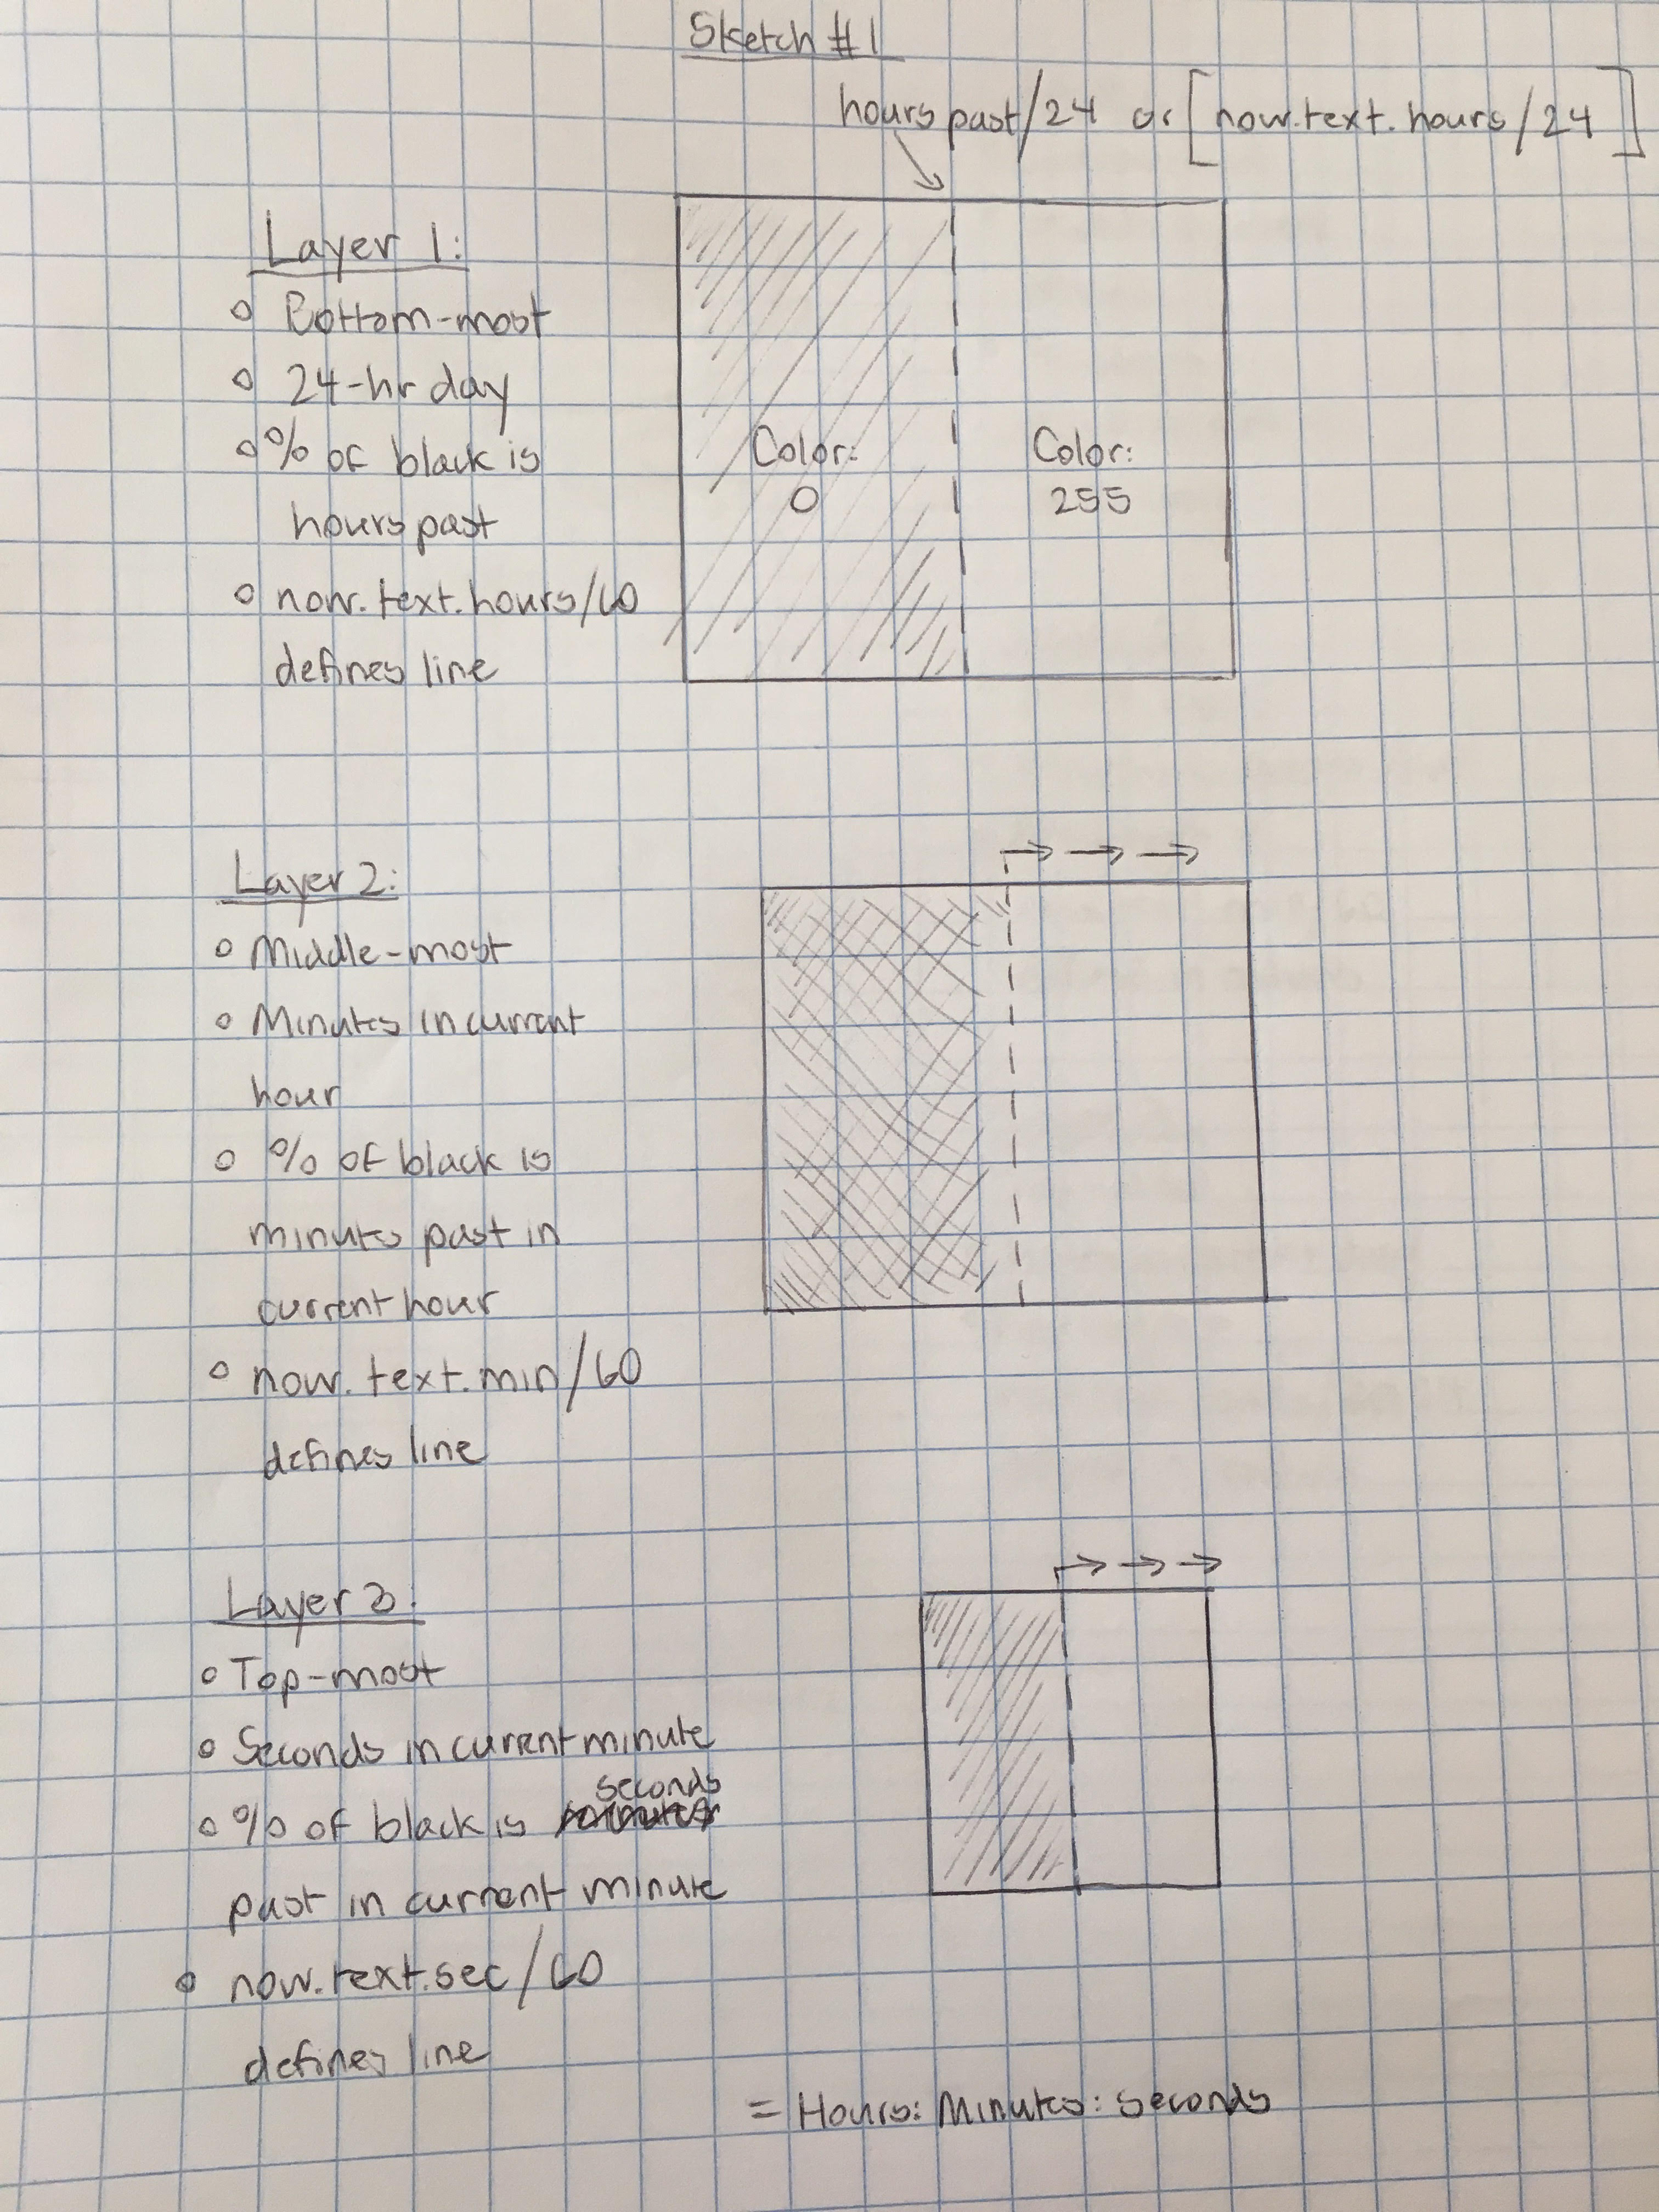 Sketch #1
hours past/24 or [now.text.hours/24]
Layer 1:
Bottom-most
24-hr day
% of black is
hours past
now.text.hours/60
defines line
Color:
0
Color:
255
Layer 2:
Middle-most
Minutes in current
hour
% of black is
minutes past in
current hour
now.text.min/60
defines line
Layer 3:
Top-most
Seconds in current minute
seconds
% of black is minutes
past in current minute
now.text.sec/60
defines line
= Hours: Minutes: seconds